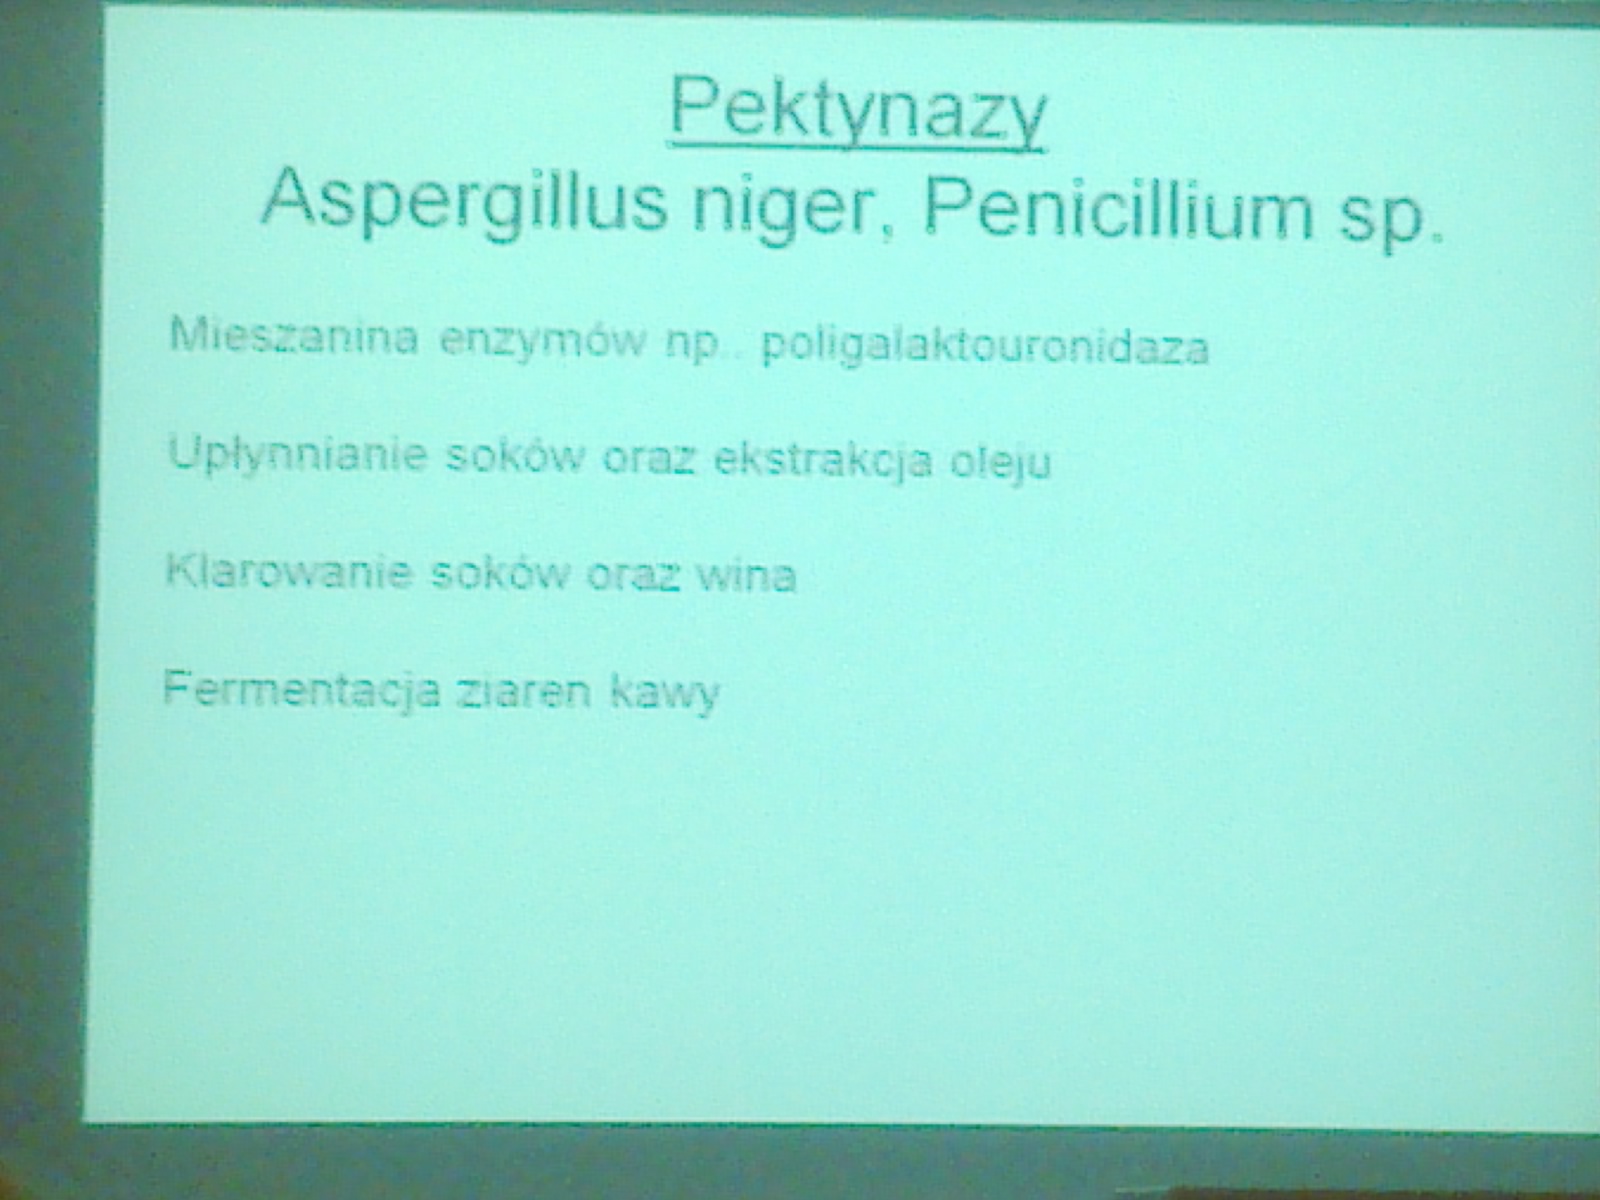 Pektynazy
Aspergillus niger, Penicillium sp.
Mieszanina enzymów np.. poligalaktouronidaza
Upłynnianie soków oraz ekstrakcja oleju
Klarowanie soków oraz wina
Fermentacja ziaren kawy